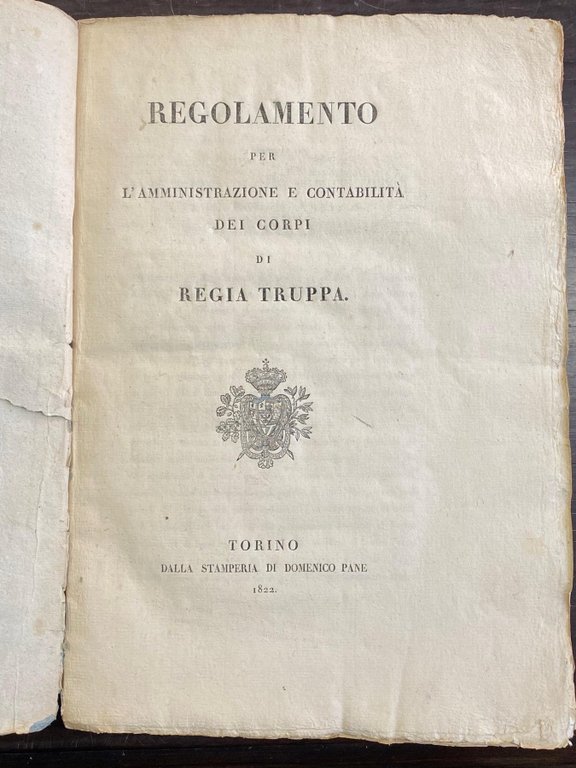 REGOLAMENTO
PER
L'AMMINISTRAZIONE E CONTABILITÀ
DEI CORPI
DI
REGIA TRUPPA.
TORINO
DALLA STAMPERIA DI DOMENICO PANE
1822.